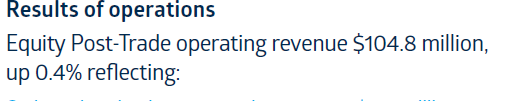 Results of operations
Equity Post-Trade operating revenue $104.8 million,
up 0.4% reflecting: